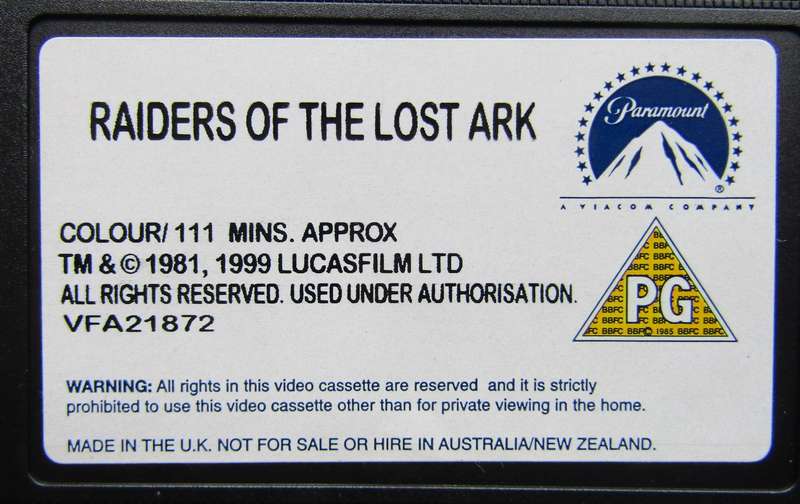 RAIDERS OF THE LOST ARK
Paramount
®
A VIACOM COMPANY
COLOUR/ 111 MINS. APPROX
TM & © 1981, 1999 LUCASFILM LTD
ALL RIGHTS RESERVED. USED UNDER AUTHORISATION.
VFA21872
PG
BBFC © 1985 BBFC
WARNING: All rights in this video cassette are reserved and it is strictly
prohibited to use this video cassette other than for private viewing in the home.
MADE IN THE U.K. NOT FOR SALE OR HIRE IN AUSTRALIA/NEW ZEALAND.